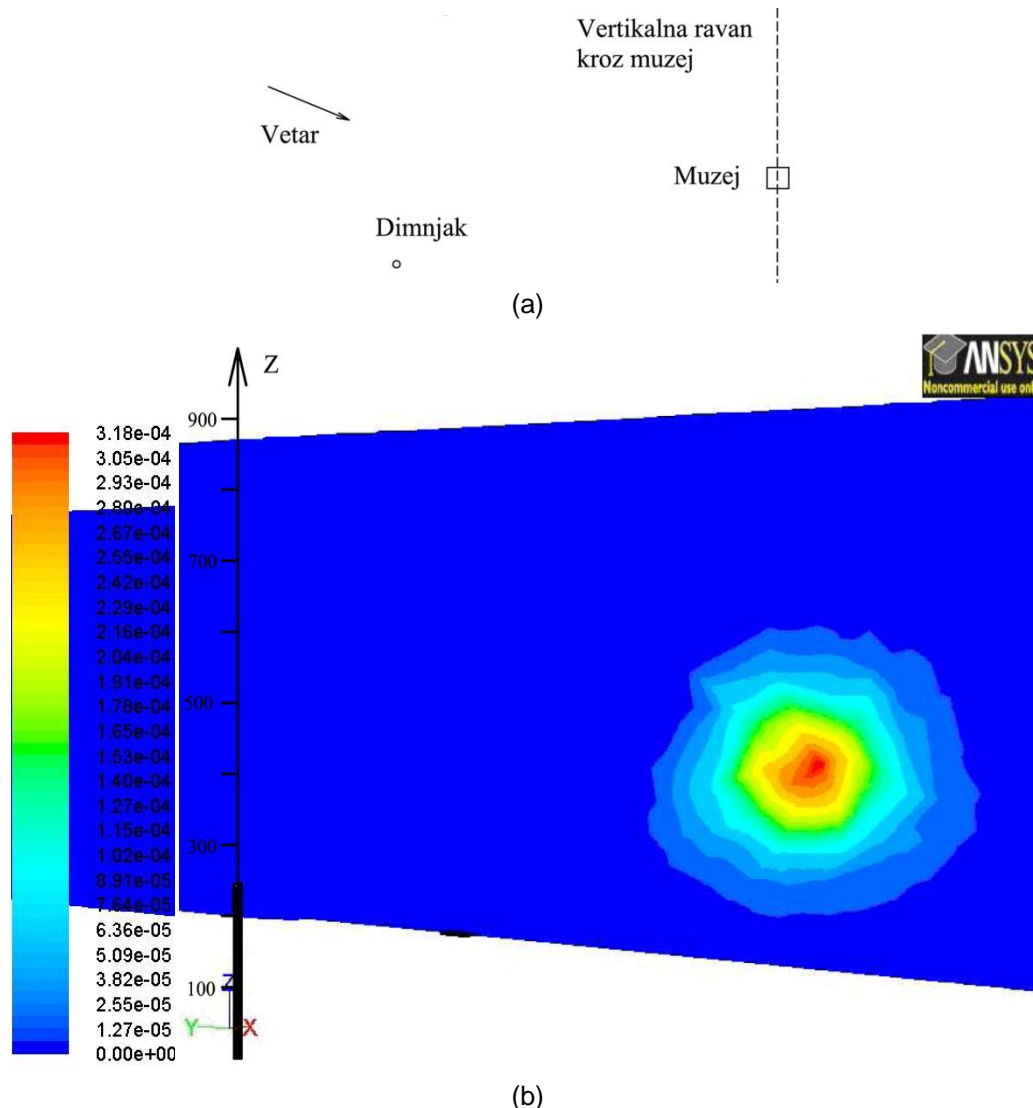 Vertikalna ravan
kroz muzej
Vetar
Muzej
Dimnjak
(a)
ANSYS
Noncommercial use only
Z
900
700
500
300
100
3.18e-04
3.05e-04
2.93e-04
2.80e-04
2.67e-04
2.55e-04
2.42e-04
2.29e-04
2.16e-04
2.04e-04
1.91e-04
1.78e-04
1.65e-04
1.53e-04
1.40e-04
1.27e-04
1.15e-04
1.02e-04
8.91e-05
7.64e-05
6.36e-05
5.09e-05
3.82e-05
2.55e-05
1.27e-05
0.00e+00
Z
Y
X
(b)